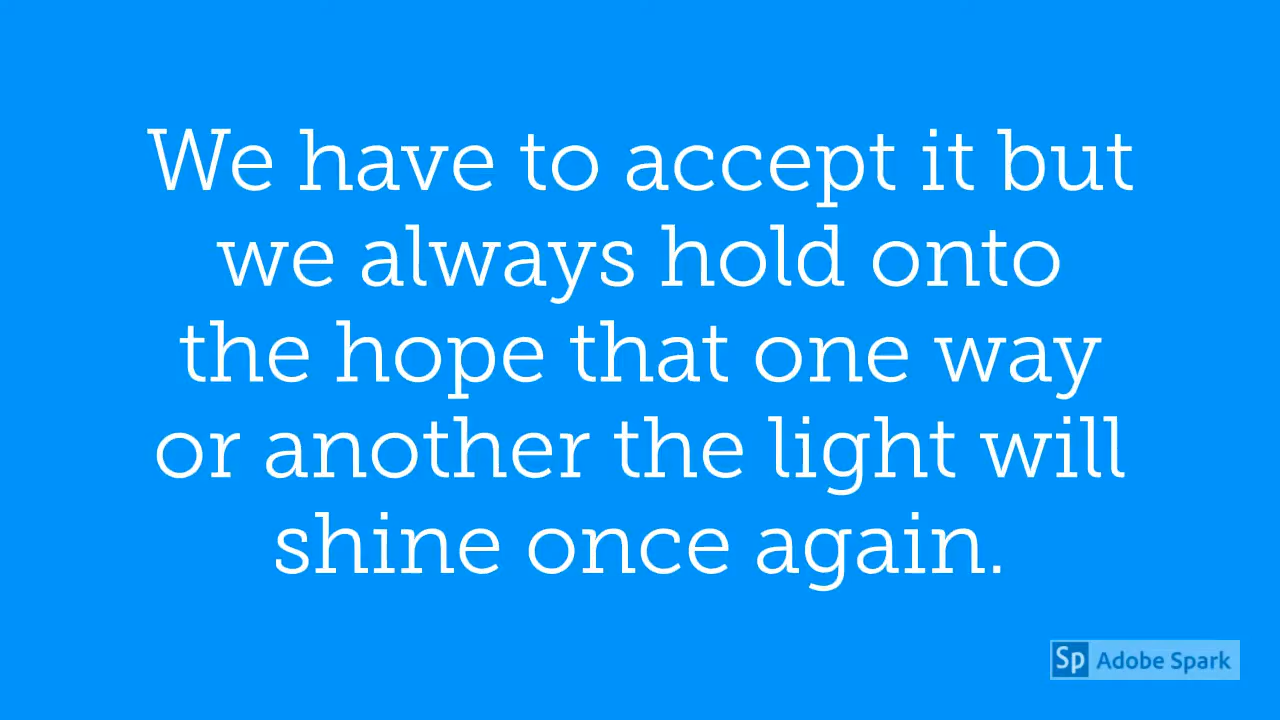 We have to accept it but
we always hold onto
the hope that one way
or another the light will
shine once again.
Sp Adobe Spark